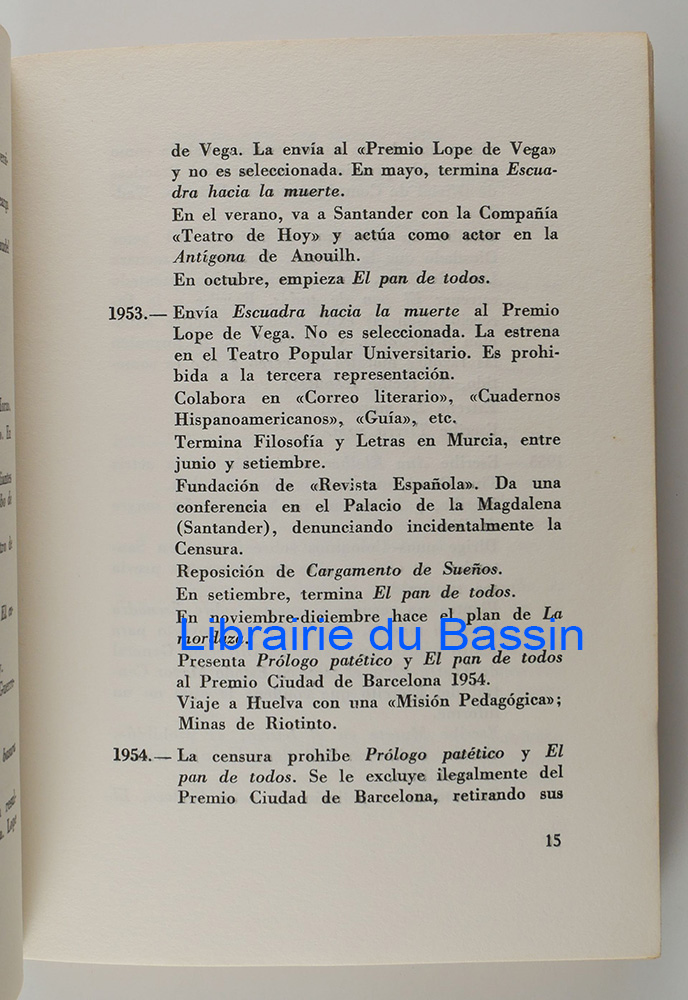 de Vega. La envía al «Premio Lope de Vega»
y no es seleccionada. En mayo, termina Escua-
dra hacia la muerte.
En el verano, va a Santander con la Compañía
«Teatro de Hoy» y actúa como actor en la
Antígona de Anouilh.
En octubre, empieza El pan de todos.
1953.— Envía Escuadra hacia la muerte al Premio
Lope de Vega. No es seleccionada. La estrena
en el Teatro Popular Universitario. Es prohi-
bida a la tercera representación.
Colabora en «Correo literario», «Cuadernos
Hispanoamericanos», «Guía», etc.
Termina Filosofía y Letras en Murcia, entre
junio y setiembre.
Fundación de «Revista Española». Da una
conferencia en el Palacio de la Magdalena
(Santander), denunciando incidentalmente la
Censura.
Reposición de Cargamento de Sueños.
En setiembre, termina El pan de todos.
En noviembre-diciembre hace el plan de La
mordaza.
Librairie du Bassin
Presenta Prólogo patético y El pan de todos
al Premio Ciudad de Barcelona 1954.
Viaje a Huelva con una «Misión Pedagógica»;
Minas de Riotinto.
1954.— La censura prohibe Prólogo patético y El
pan de todos. Se le excluye ilegalmente del
Premio Ciudad de Barcelona, retirando sus
15